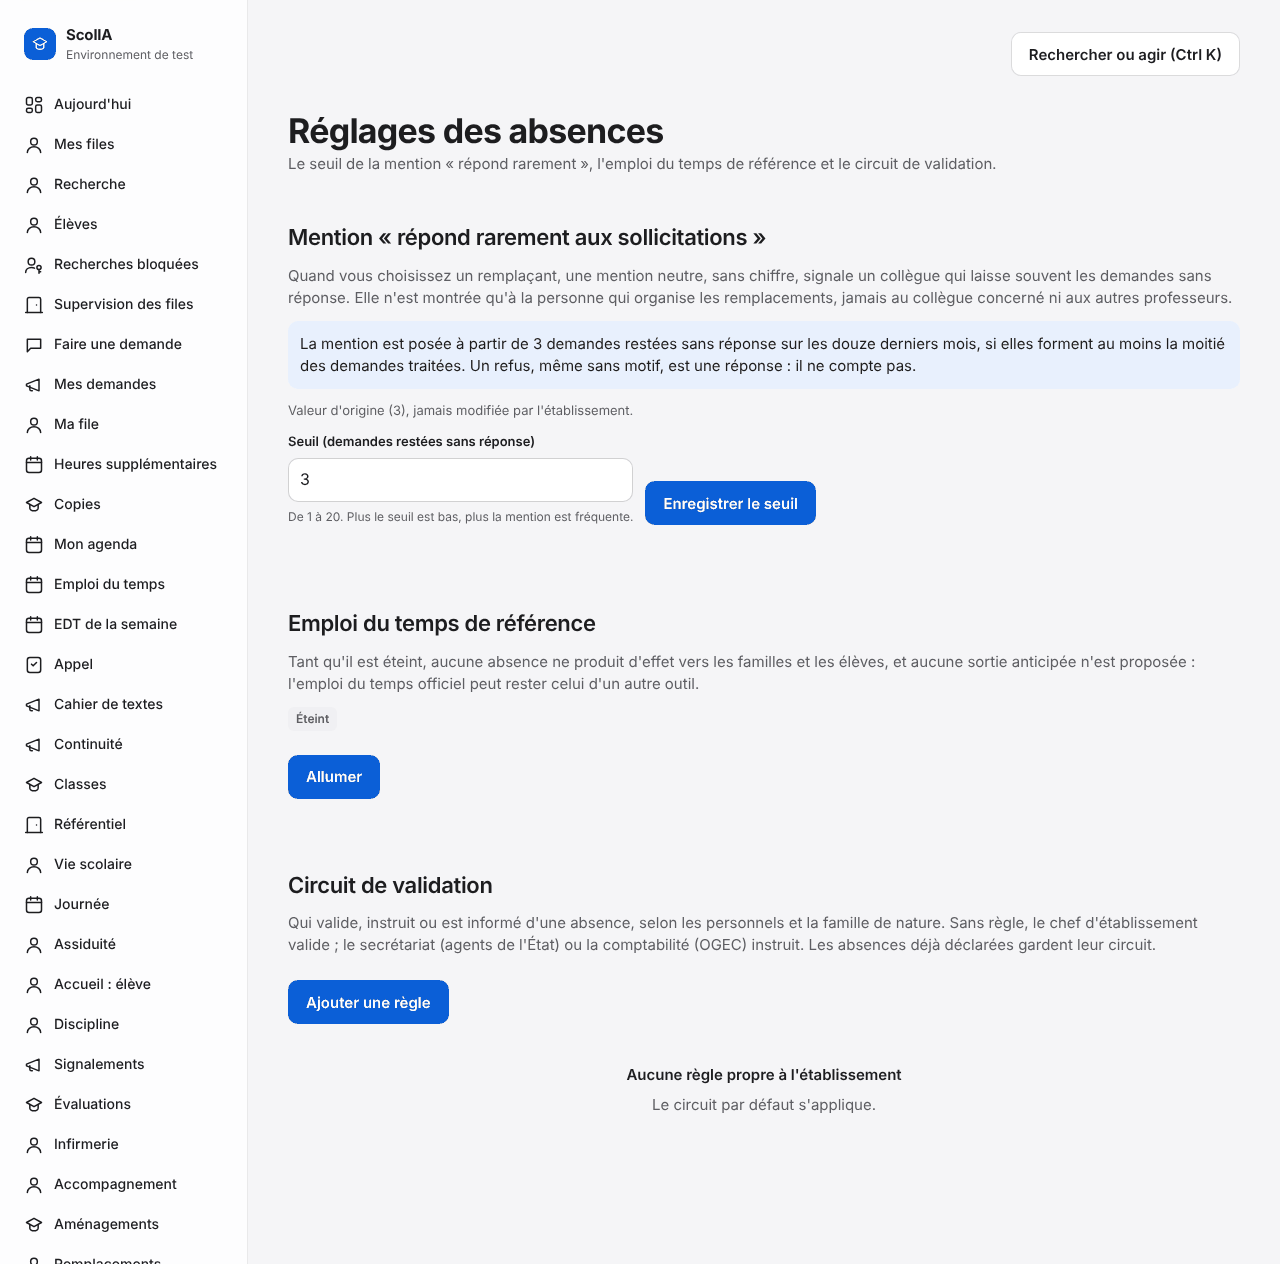 ScolIA
Environnement de test
Rechercher ou agir (Ctrl K)
Aujourd'hui
Mes files
Recherche
Élèves
Recherches bloquées
Supervision des files
Faire une demande
Mes demandes
Ma file
Heures supplémentaires
Copies
Mon agenda
Emploi du temps
EDT de la semaine
Appel
Cahier de textes
Continuité
Classes
Référentiel
Vie scolaire
Journée
Assiduité
Accueil : élève
Discipline
Signalements
Évaluations
Infirmerie
Accompagnement
Aménagements
Remplacements
Réglages des absences
Le seuil de la mention « répond rarement », l'emploi du temps de référence et le circuit de validation.
Mention « répond rarement aux sollicitations »
Quand vous choisissez un remplaçant, une mention neutre, sans chiffre, signale un collègue qui laisse souvent les demandes sans
réponse. Elle n'est montrée qu'à la personne qui organise les remplacements, jamais au collègue concerné ni aux autres professeurs.
La mention est posée à partir de 3 demandes restées sans réponse sur les douze derniers mois, si elles forment au moins la moitié
des demandes traitées. Un refus, même sans motif, est une réponse : il ne compte pas.
Valeur d'origine (3), jamais modifiée par l'établissement.
Seuil (demandes restées sans réponse)
3
Enregistrer le seuil
De 1 à 20. Plus le seuil est bas, plus la mention est fréquente.
Emploi du temps de référence
Tant qu'il est éteint, aucune absence ne produit d'effet vers les familles et les élèves, et aucune sortie anticipée n'est proposée :
l'emploi du temps officiel peut rester celui d'un autre outil.
Éteint
Allumer
Circuit de validation
Qui valide, instruit ou est informé d'une absence, selon les personnels et la famille de nature. Sans règle, le chef d'établissement
valide ; le secrétariat (agents de l'État) ou la comptabilité (OGEC) instruit. Les absences déjà déclarées gardent leur circuit.
Ajouter une règle
Aucune règle propre à l'établissement
Le circuit par défaut s'applique.